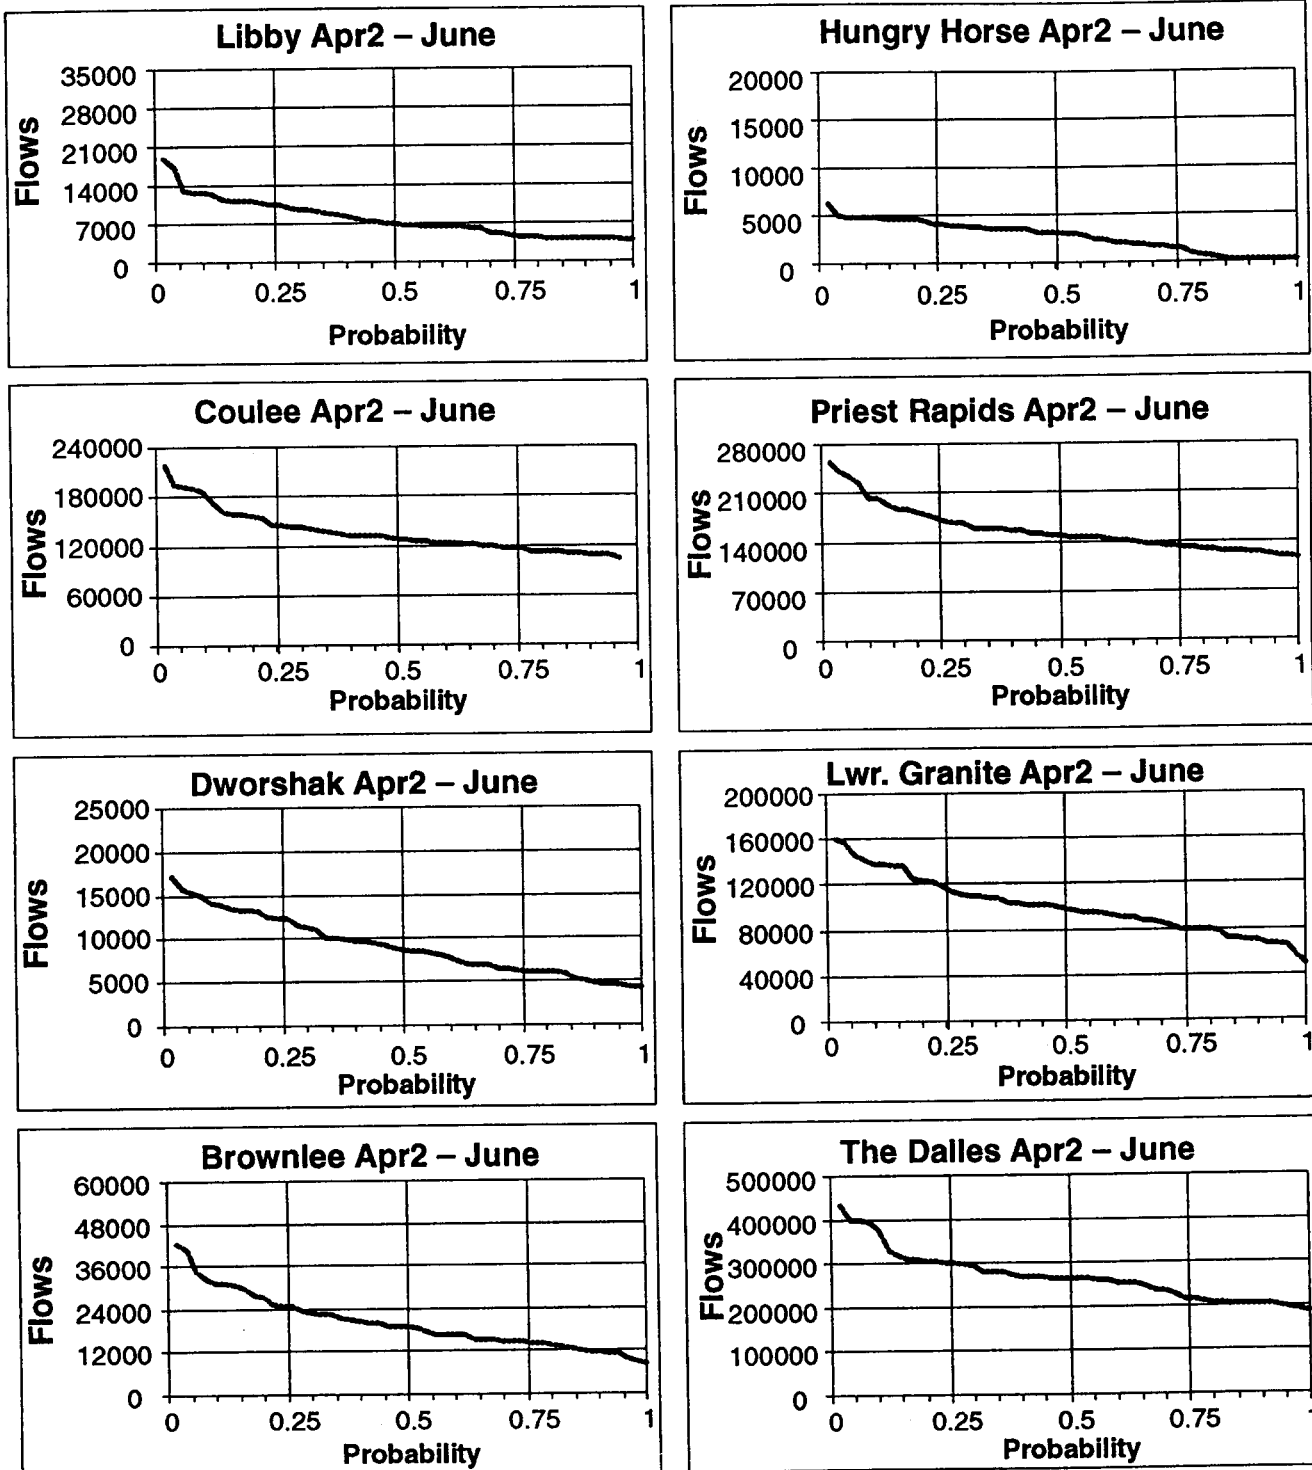 Libby Apr2 – June
35000
28000
21000
14000
7000
0
Flows
0 0.25 0.5 0.75 1
Probability
Hungry Horse Apr2 – June
20000
15000
10000
5000
0
Flows
0 0.25 0.5 0.75 1
Probability
Coulee Apr2 – June
240000
180000
120000
60000
0
Flows
0 0.25 0.5 0.75 1
Probability
Priest Rapids Apr2 – June
280000
210000
140000
70000
0
Flows
0 0.25 0.5 0.75 1
Probability
Dworshak Apr2 – June
25000
20000
15000
10000
5000
0
Flows
0 0.25 0.5 0.75 1
Probability
Lwr. Granite Apr2 – June
200000
160000
120000
80000
40000
0
Flows
0 0.25 0.5 0.75 1
Probability
Brownlee Apr2 – June
60000
48000
36000
24000
12000
0
Flows
0 0.25 0.5 0.75 1
Probability
The Dalles Apr2 – June
500000
400000
300000
200000
100000
0
Flows
0 0.25 0.5 0.75 1
Probability